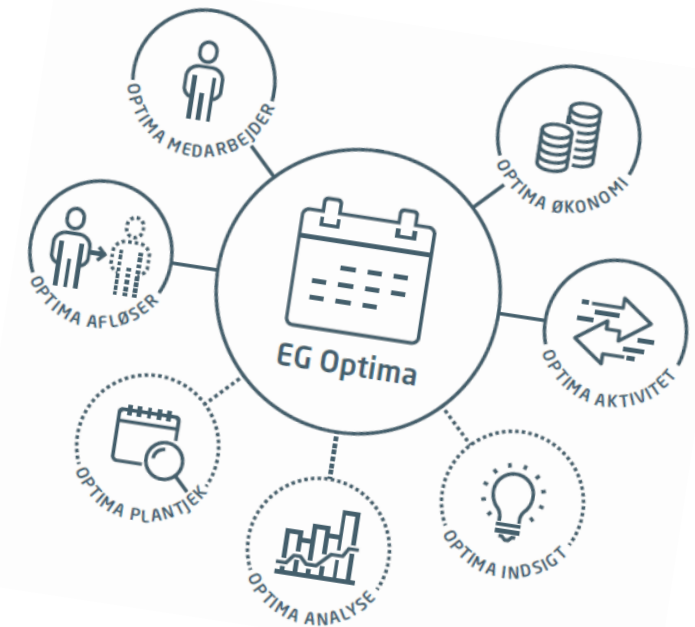 OPTIMA MEDARBEJDER
OPTIMA ØKONOMI
OPTIMA AFLØSER
EG Optima
OPTIMA AKTIVITET
OPTIMA PLANTJEK
OPTIMA ANALYSE
OPTIMA INDSIGT